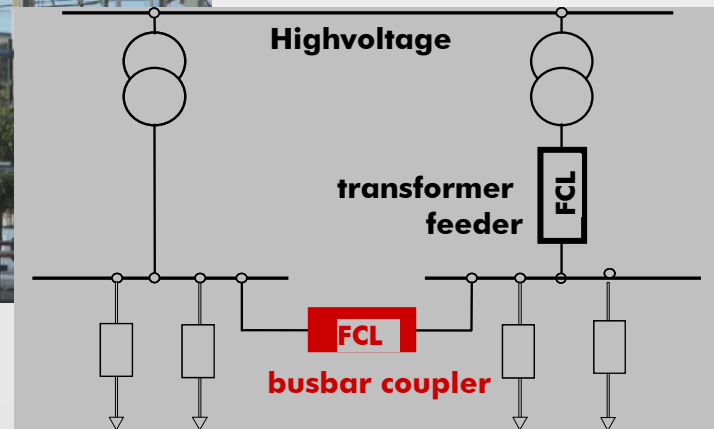 Highvoltage
transformer
feeder
FCL
FCL
busbar coupler